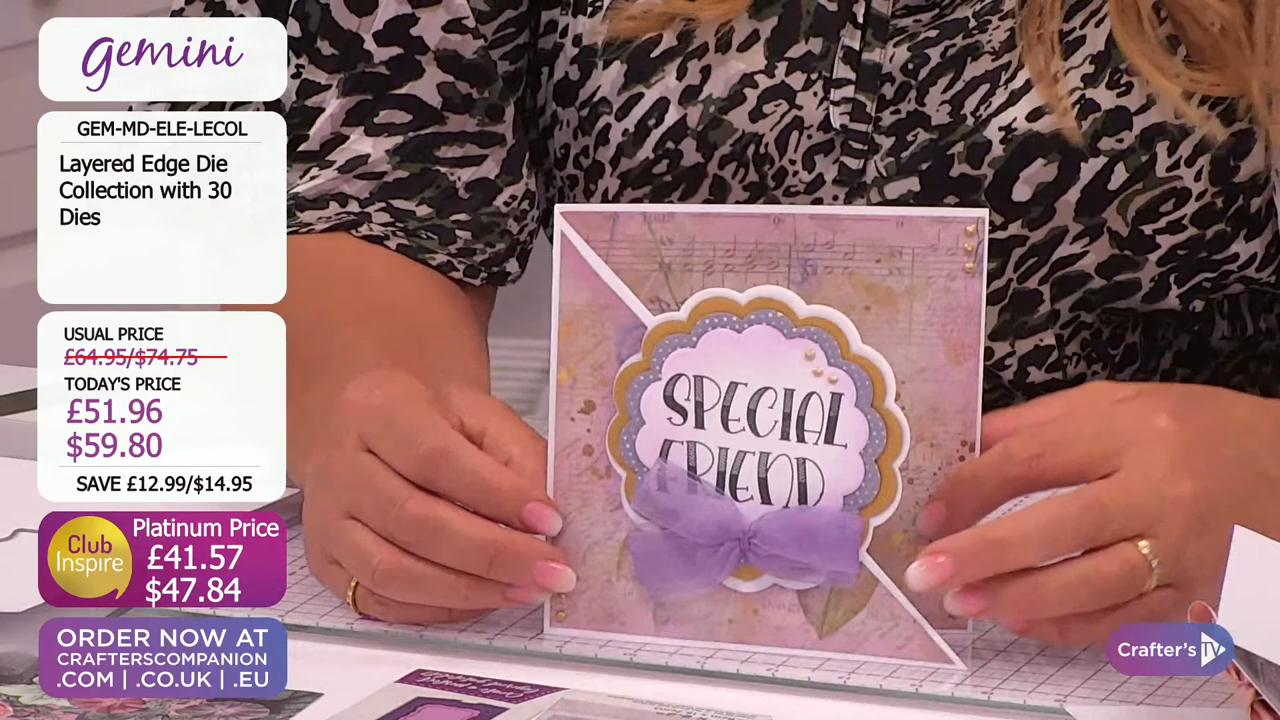 gemini
GEM-MD-ELE-LECOL
Layered Edge Die
Collection with 30
Dies
USUAL PRICE
£64.95/$74.75
TODAY'S PRICE
£51.96
$59.80
SAVE £12.99/$14.95
Club
Inspire
Platinum Price
£41.57
$47.84
ORDER NOW AT
CRAFTERSCOMPANION
.COM | .CO.UK | .EU
SPECIAL
FRIEND
Crafter's TV